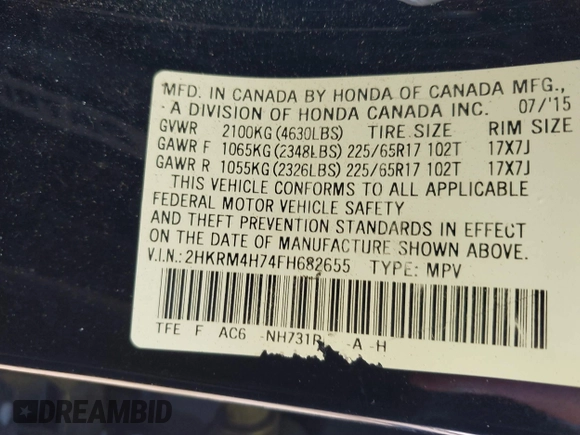 MFD. IN CANADA BY HONDA OF CANADA MFG.,
A DIVISION OF HONDA CANADA INC. 07/'15
GVWR 2100KG (4630LBS) TIRE SIZE RIM SIZE
GAWR F 1065KG (2348LBS) 225/65R17 102T 17X7J
GAWR R 1055KG (2326LBS) 225/65R17 102T 17X7J
THIS VEHICLE CONFORMS TO ALL APPLICABLE
FEDERAL MOTOR VEHICLE SAFETY
AND THEFT PREVENTION STANDARDS IN EFFECT
ON THE DATE OF MANUFACTURE SHOWN ABOVE.
V.I.N.: 2HKRM4H74FH682655 TYPE: MPV
TFE F AC6 -NH731P -A -H
DREAMBID